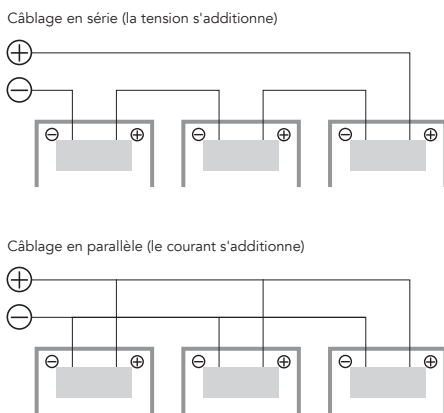 Câblage en série (la tension s'additionne)
Câblage en parallèle (le courant s'additionne)